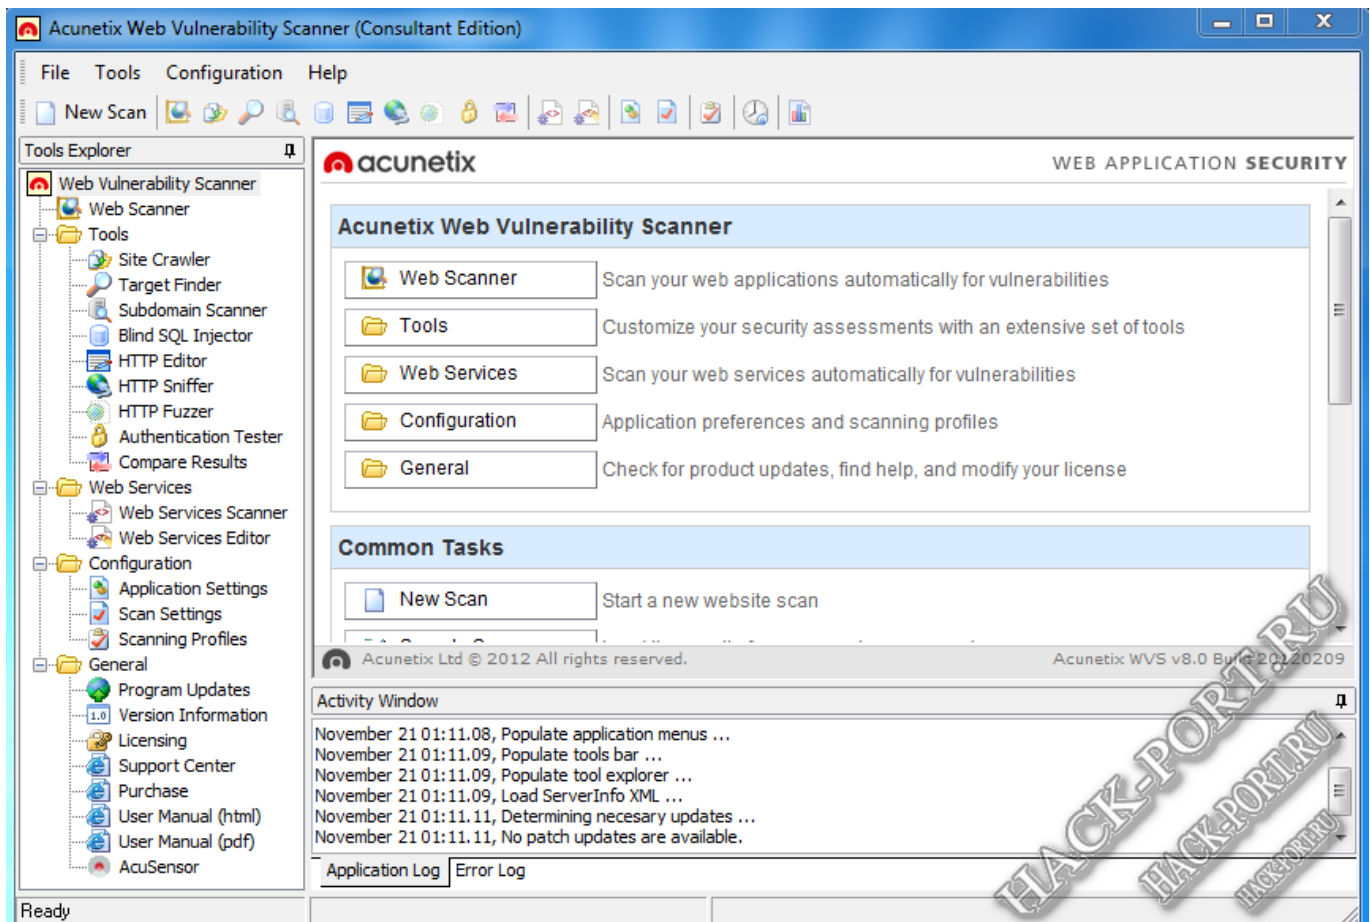 Acunetix Web Vulnerability Scanner (Consultant Edition)
File Tools Configuration Help
New Scan
Tools Explorer
Web Vulnerability Scanner
Web Scanner
Tools
Site Crawler
Target Finder
Subdomain Scanner
Blind SQL Injector
HTTP Editor
HTTP Sniffer
HTTP Fuzzer
Authentication Tester
Compare Results
Web Services
Web Services Scanner
Web Services Editor
Configuration
Application Settings
Scan Settings
Scanning Profiles
General
Program Updates
1.0 Version Information
Licensing
Support Center
Purchase
User Manual (html)
User Manual (pdf)
AcuSensor
acunetix
WEB APPLICATION SECURITY
Acunetix Web Vulnerability Scanner
Web Scanner Scan your web applications automatically for vulnerabilities
Tools Customize your security assessments with an extensive set of tools
Web Services Scan your web services automatically for vulnerabilities
Configuration Application preferences and scanning profiles
General Check for product updates, find help, and modify your license
Common Tasks
New Scan Start a new website scan
Acunetix Ltd © 2012 All rights reserved.
Acunetix WVS v8.0 Build 20120209
Activity Window
November 21 01:11.08, Populate application menus ...
November 21 01:11.09, Populate tools bar ...
November 21 01:11.09, Populate tool explorer ...
November 21 01:11.09, Load ServerInfo XML ...
November 21 01:11.11, Determining necesary updates ...
November 21 01:11.11, No patch updates are available.
Application Log Error Log
Ready
HACK-PORT.RU
HACK-PORT.RU
HACK-PORT.RU